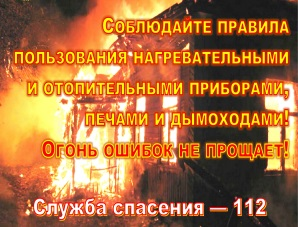 Соблюдайте правила
пользования нагревательными
и отопительными приборами,
печами и дымоходами!
Огонь ошибок не прощает!
Служба спасения — 112